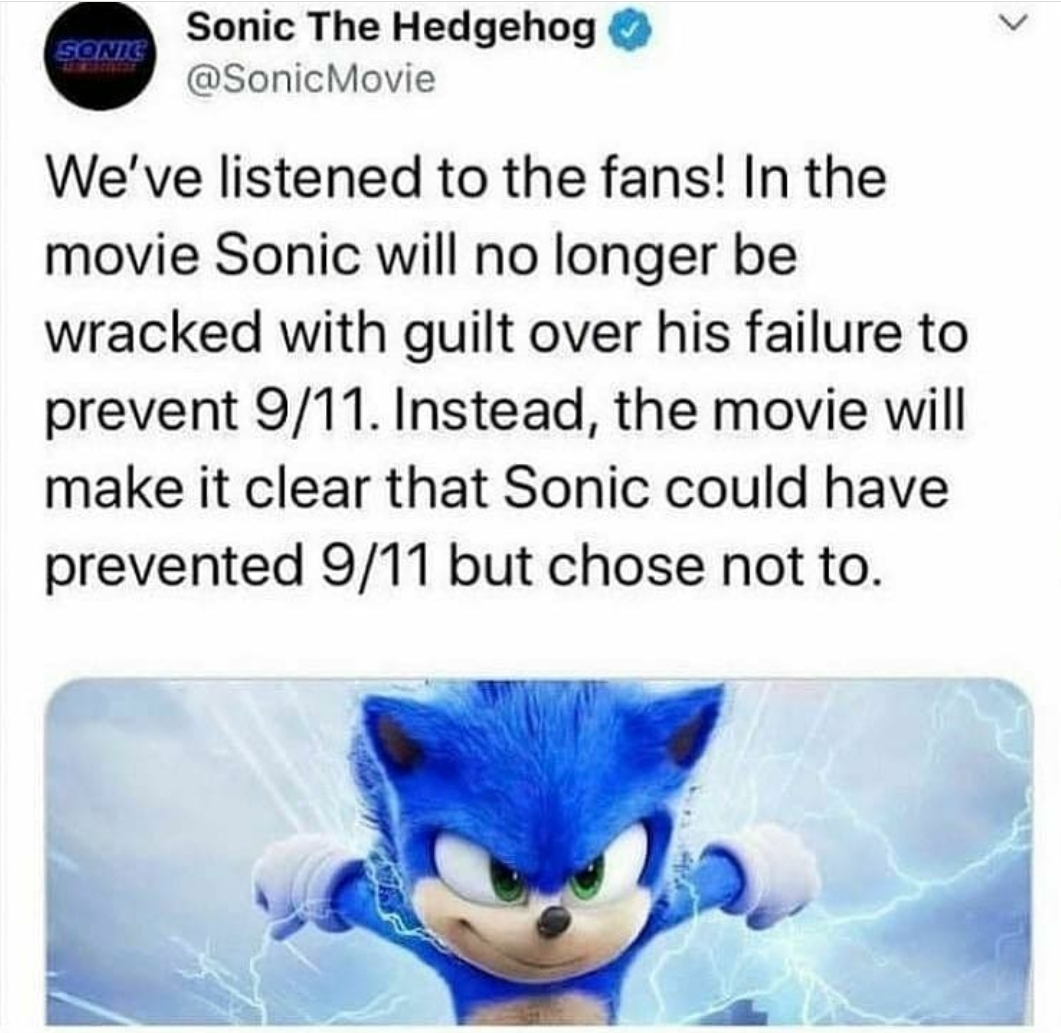 SONIC
Sonic The Hedgehog
@SonicMovie
We've listened to the fans! In the
movie Sonic will no longer be
wracked with guilt over his failure to
prevent 9/11. Instead, the movie will
make it clear that Sonic could have
prevented 9/11 but chose not to.